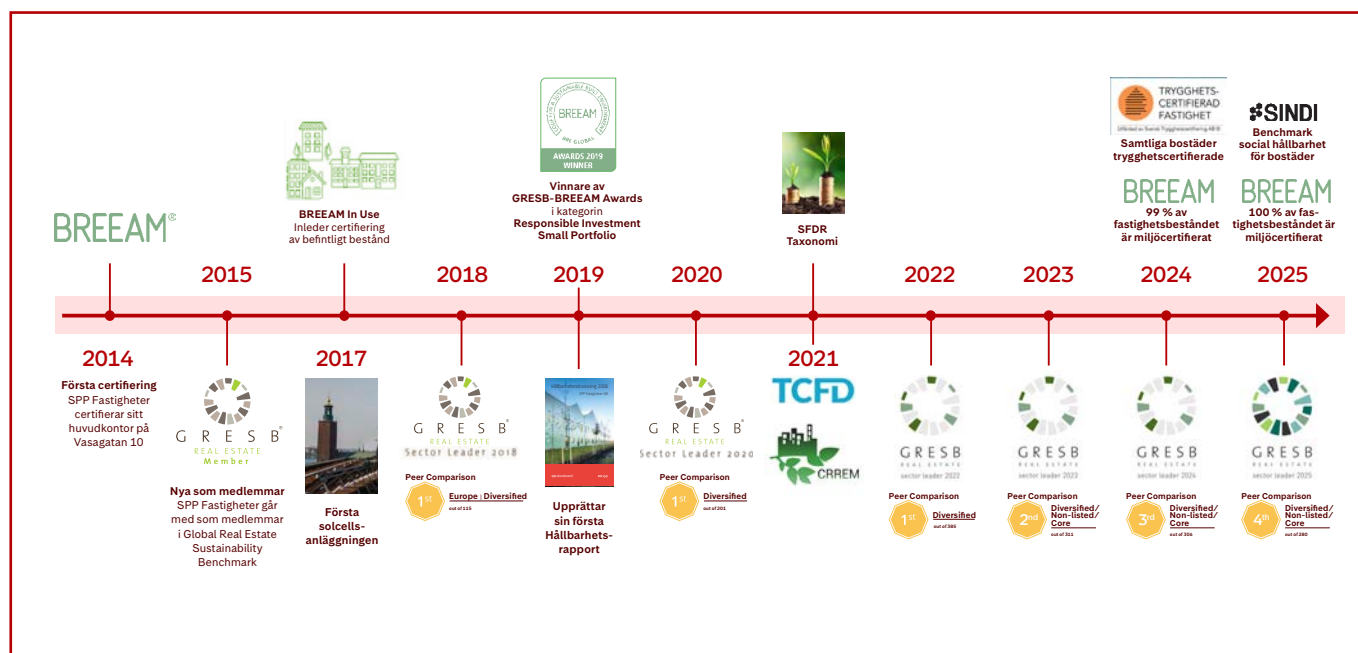 BREEAM®
2014
Första certifiering
SPP Fastigheter
certifierar sitt
huvudkontor på
Vasagatan 10
2015
GRESB®
REAL ESTATE
Member
Nya som medlemmar
SPP Fastigheter går
med som medlemmar
i Global Real Estate
Sustainability
Benchmark
BREEAM In Use
Inleder certifiering
av befintligt bestånd
2017
Första
solcells-
anläggningen
2018
GRESB®
REAL ESTATE
Sector Leader 2018
Peer Comparison
1st
Europe | Diversified
out of 115
BREEAM
BRE GLOBAL
AWARDS 2019
WINNER
Vinnare av
GRESB-BREEAM Awards
i kategorin
Responsible Investment
Small Portfolio
2019
SPP Fastigheter AB
Upprättar
sin första
Hållbarhets-
rapport
2020
GRESB®
REAL ESTATE
Sector Leader 2020
Peer Comparison
1st
Diversified
out of 201
SFDR
Taxonomi
2021
TCFD
CRREM
2022
GRESB
REAL ESTATE
sector leader 2022
Peer Comparison
1st
Diversified
out of 385
2023
GRESB
REAL ESTATE
sector leader 2023
Peer Comparison
2nd
Diversified/
Non-listed/
Core
out of 311
TRYGGHETS-
CERTIFIERAD
FASTIGHET
Samtliga bostäder
trygghetscertifierade
BREEAM
99 % av
fastighetsbeståndet
är miljöcertifierat
2024
GRESB
REAL ESTATE
sector leader 2024
Peer Comparison
3rd
Diversified/
Non-listed/
Core
out of 306
SINDI
Benchmark
social hållbarhet
för bostäder
BREEAM
100 % av fas-
tighetsbeståndet är
miljöcertifierat
2025
GRESB
REAL ESTATE
sector leader 2025
Peer Comparison
4th
Diversified/
Non-listed/
Core
out of 280